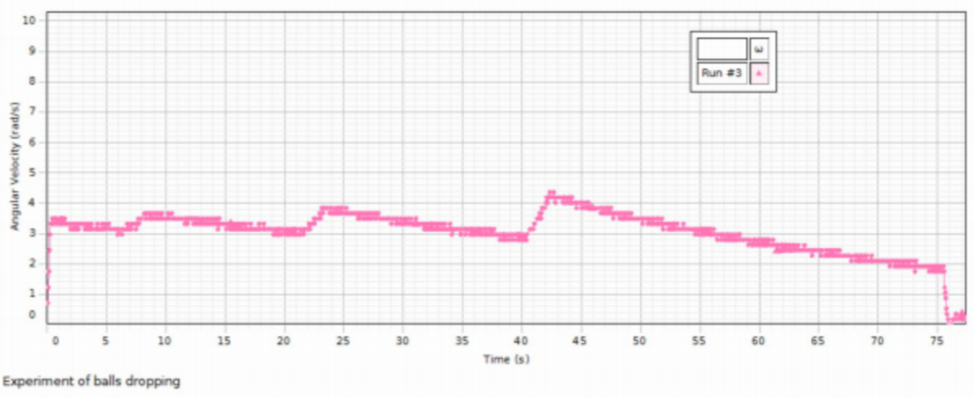 10
9
8
7
6
5
4
3
2
1
0
Angular Velocity (rad/s)
ω
Run #3
0 5 10 15 20 25 30 35 40 45 50 55 60 65 70 75
Time (s)
Experiment of balls dropping